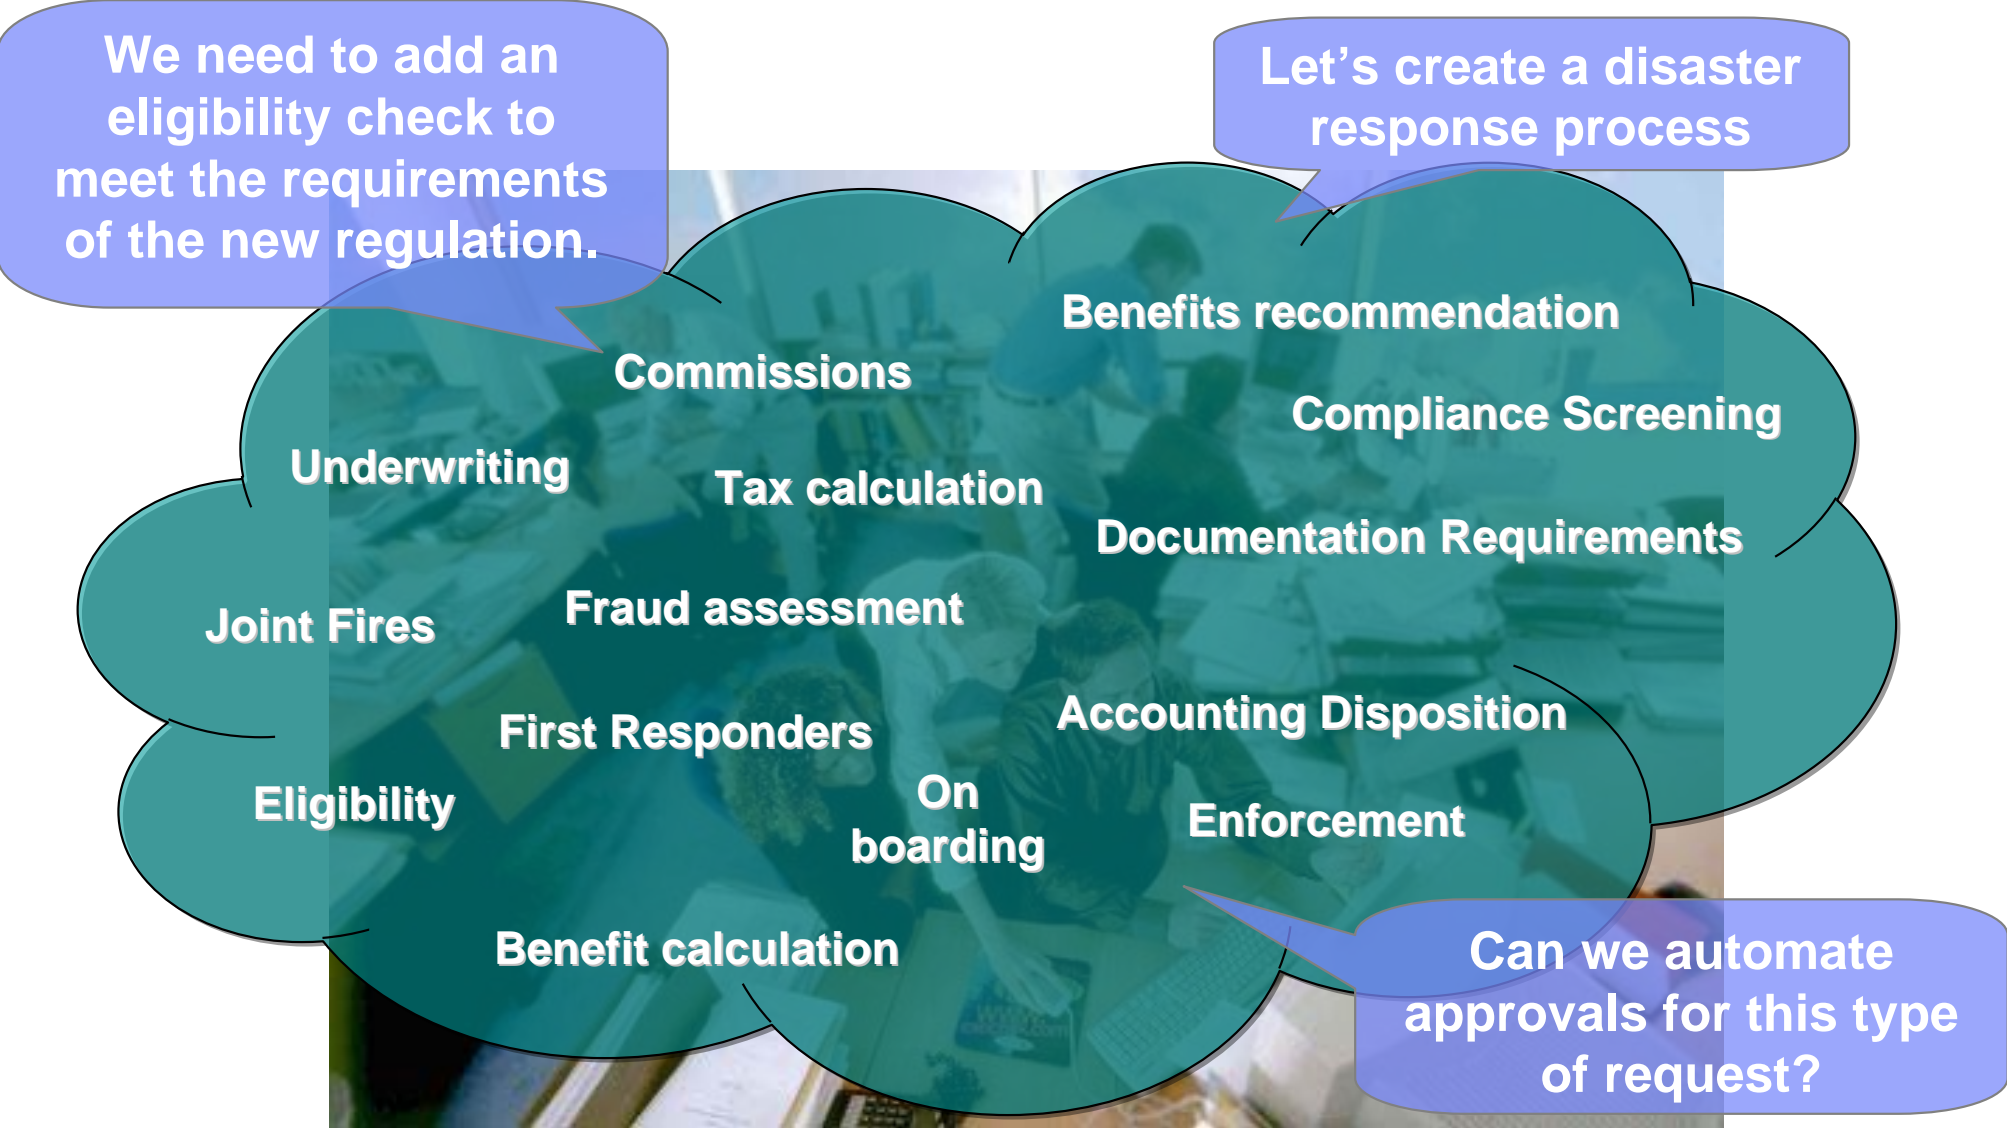 We need to add an
eligibility check to
meet the requirements
of the new regulation.
Let’s create a disaster
response process
Benefits recommendation
Commissions
Compliance Screening
Underwriting
Tax calculation
Documentation Requirements
Fraud assessment
Joint Fires
Accounting Disposition
First Responders
Eligibility
On
boarding
Enforcement
Benefit calculation
Can we automate
approvals for this type
of request?